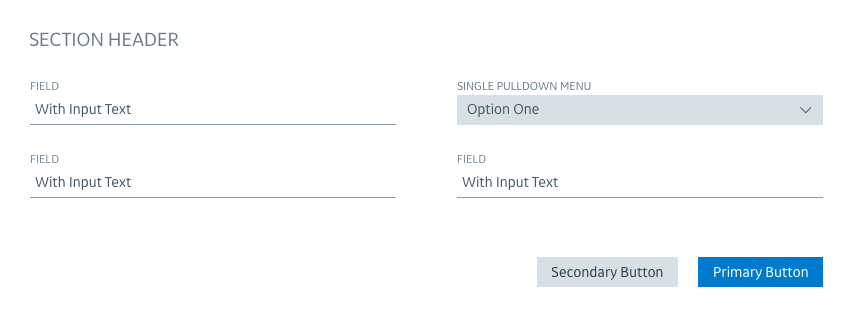 SECTION HEADER
FIELD
With Input Text
SINGLE PULLDOWN MENU
Option One
FIELD
With Input Text
FIELD
With Input Text
Secondary Button
Primary Button